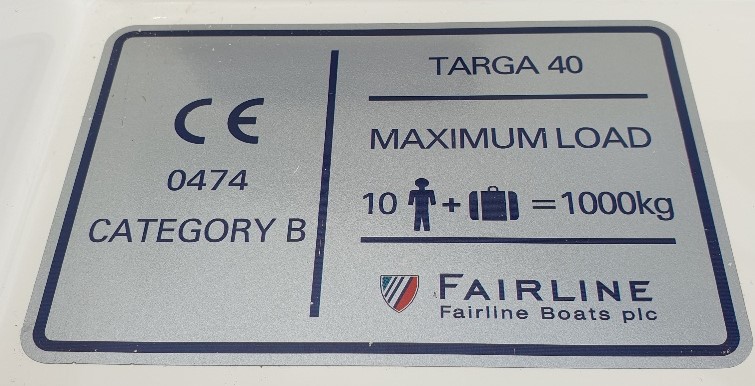 CE
0474
CATEGORY B
TARGA 40
MAXIMUM LOAD
10 + = 1000kg
FAIRLINE
Fairline Boats plc